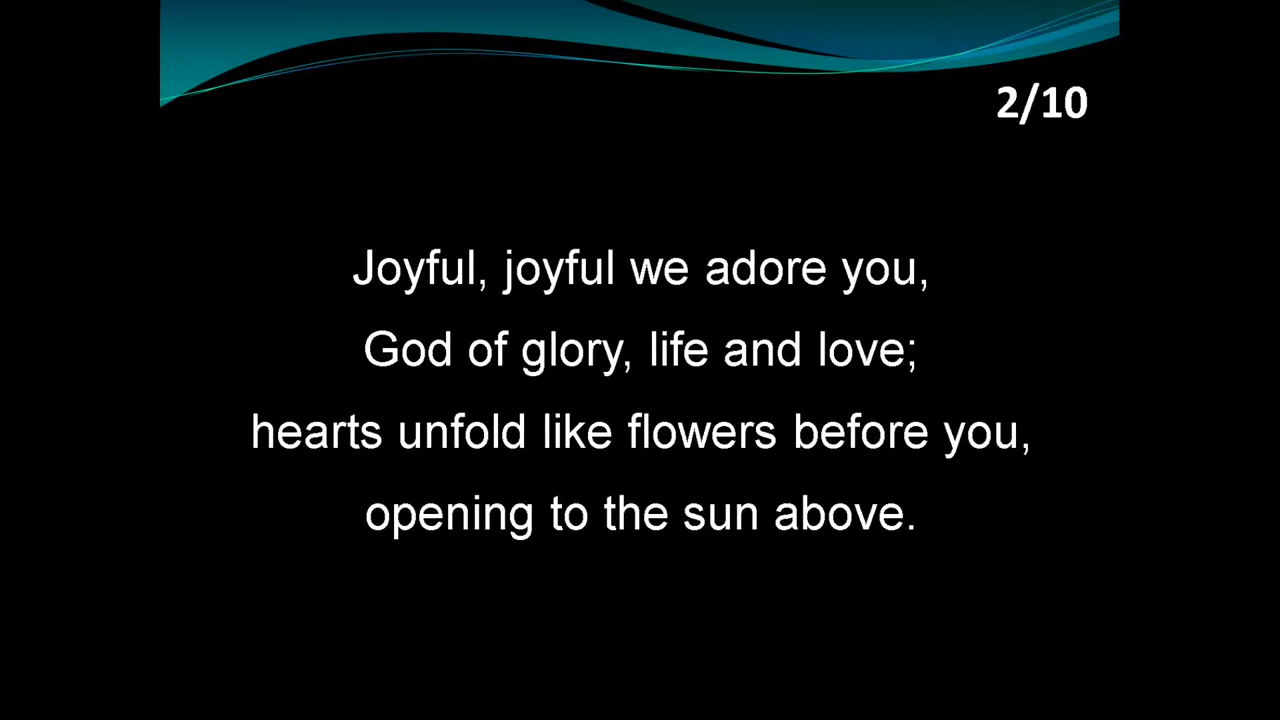 2/10
Joyful, joyful we adore you,
God of glory, life and love;
hearts unfold like flowers before you,
opening to the sun above.